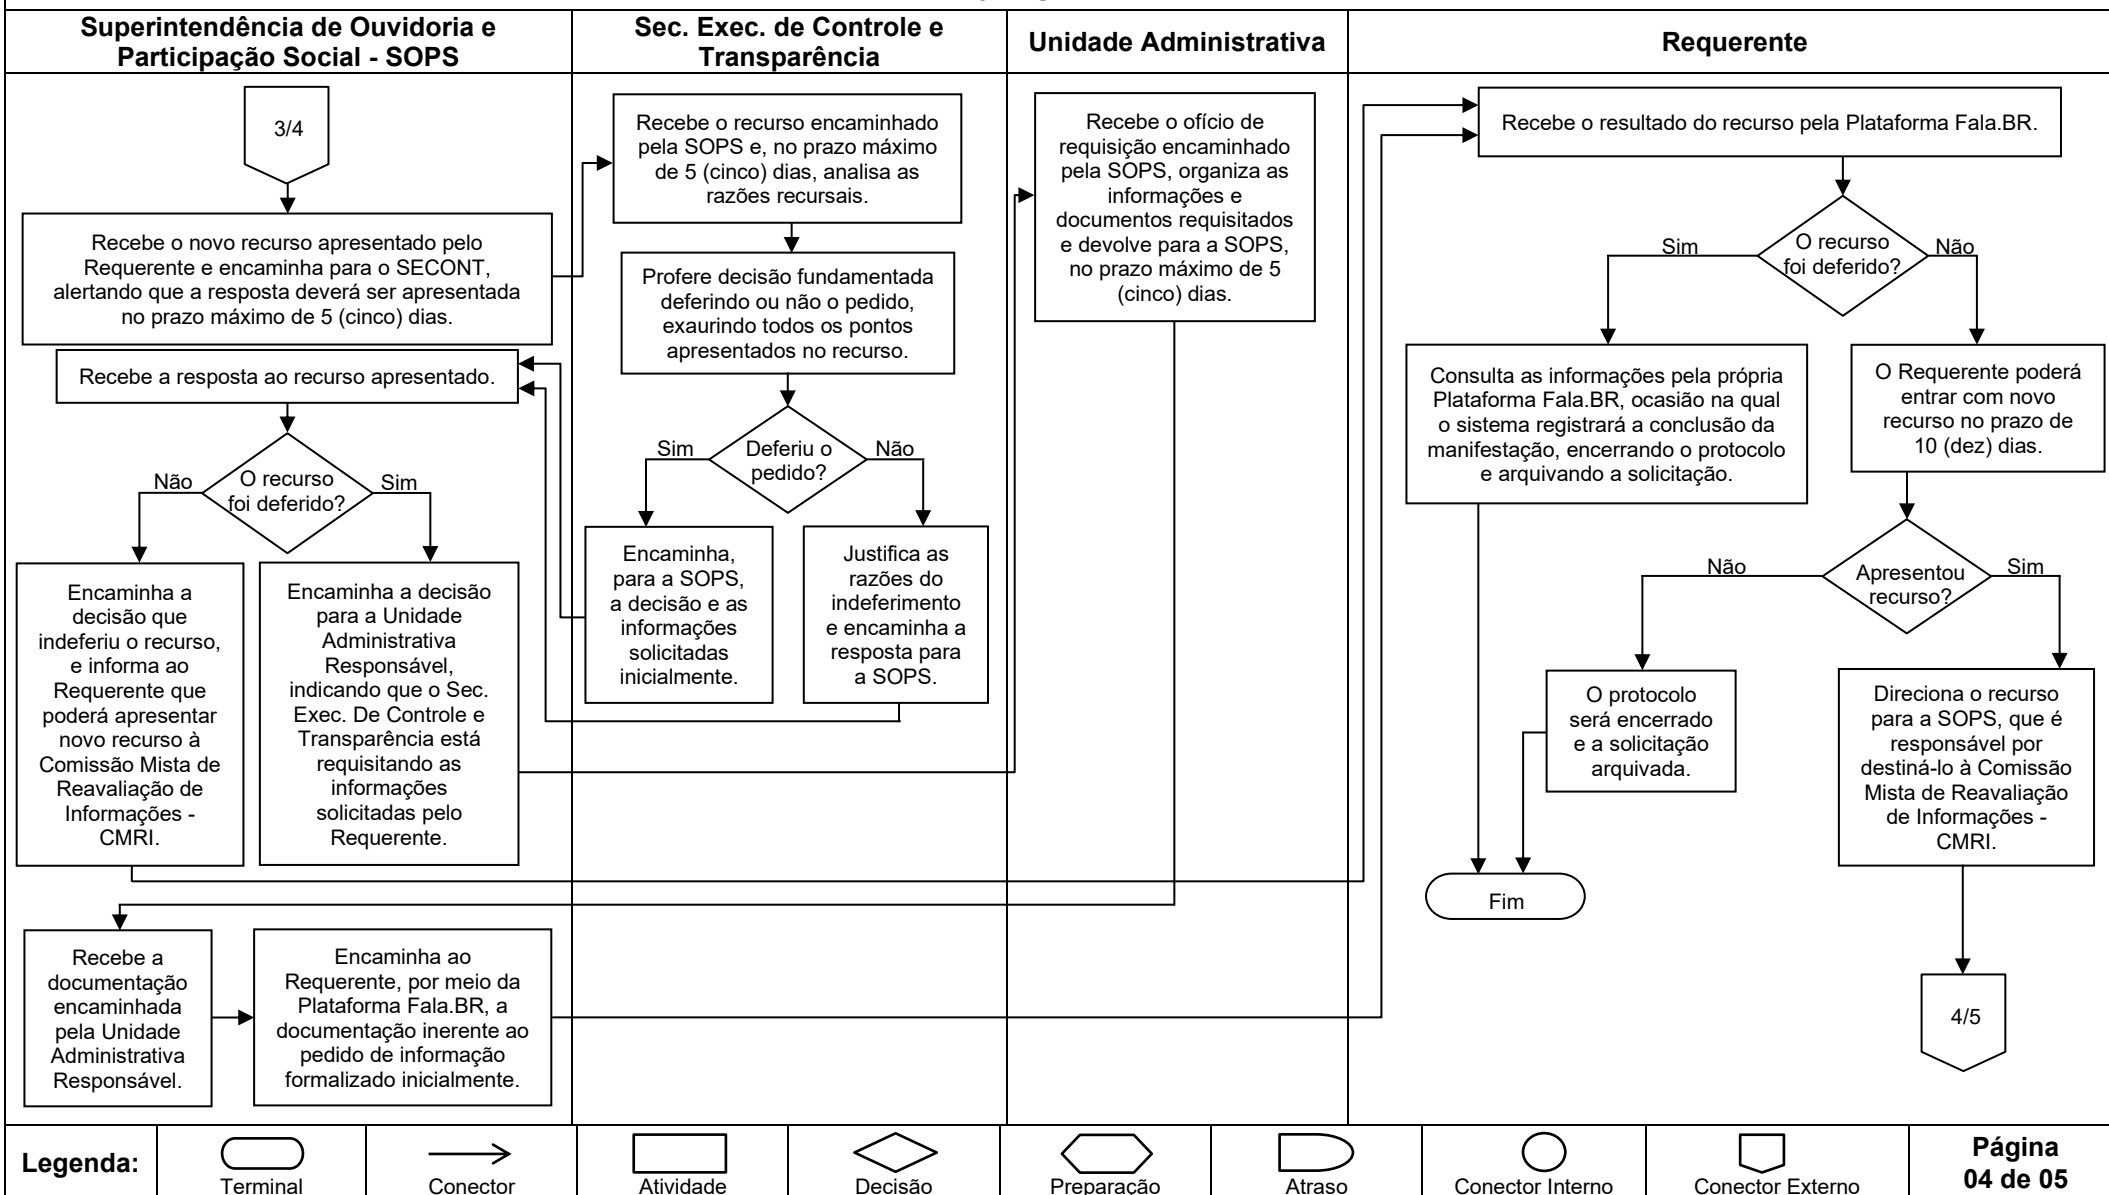 Superintendência de Ouvidoria e
Participação Social - SOPS
Sec. Exec. de Controle e
Transparência
Unidade Administrativa
Requerente
3/4
Recebe o novo recurso apresentado pelo
Requerente e encaminha para o SECONT,
alertando que a resposta deverá ser apresentada
no prazo máximo de 5 (cinco) dias.
Recebe a resposta ao recurso apresentado.
O recurso
foi deferido?
Não
Sim
Encaminha a
decisão que
indeferiu o recurso,
e informa ao
Requerente que
poderá apresentar
novo recurso à
Comissão Mista de
Reavaliação de
Informações -
CMRI.
Encaminha a decisão
para a Unidade
Administrativa
Responsável,
indicando que o Sec.
Exec. De Controle e
Transparência está
requisitando as
informações
solicitadas pelo
Requerente.
Recebe a
documentação
encaminhada
pela Unidade
Administrativa
Responsável.
Encaminha ao
Requerente, por meio da
Plataforma Fala.BR, a
documentação inerente ao
pedido de informação
formalizado inicialmente.
Recebe o recurso encaminhado
pela SOPS e, no prazo máximo
de 5 (cinco) dias, analisa as
razões recursais.
Profere decisão fundamentada
deferindo ou não o pedido,
exaurindo todos os pontos
apresentados no recurso.
Sim
Deferiu o
pedido?
Não
Encaminha,
para a SOPS,
a decisão e as
informações
solicitadas
inicialmente.
Justifica as
razões do
indeferimento
e encaminha a
resposta para
a SOPS.
Recebe o ofício de
requisição encaminhado
pela SOPS, organiza as
informações e
documentos requisitados
e devolve para a SOPS,
no prazo máximo de 5
(cinco) dias.
Recebe o resultado do recurso pela Plataforma Fala.BR.
Sim
O recurso
foi deferido?
Não
Consulta as informações pela própria
Plataforma Fala.BR, ocasião na qual
o sistema registrará a conclusão da
manifestação, encerrando o protocolo
e arquivando a solicitação.
O Requerente poderá
entrar com novo
recurso no prazo de
10 (dez) dias.
Não
Apresentou
recurso?
Sim
O protocolo
será encerrado
e a solicitação
arquivada.
Direciona o recurso
para a SOPS, que é
responsável por
destiná-lo à Comissão
Mista de Reavaliação
de Informações -
CMRI.
Fim
4/5
Legenda:
Terminal
Conector
Atividade
Decisão
Preparação
Atraso
Conector Interno
Conector Externo
Página
04 de 05